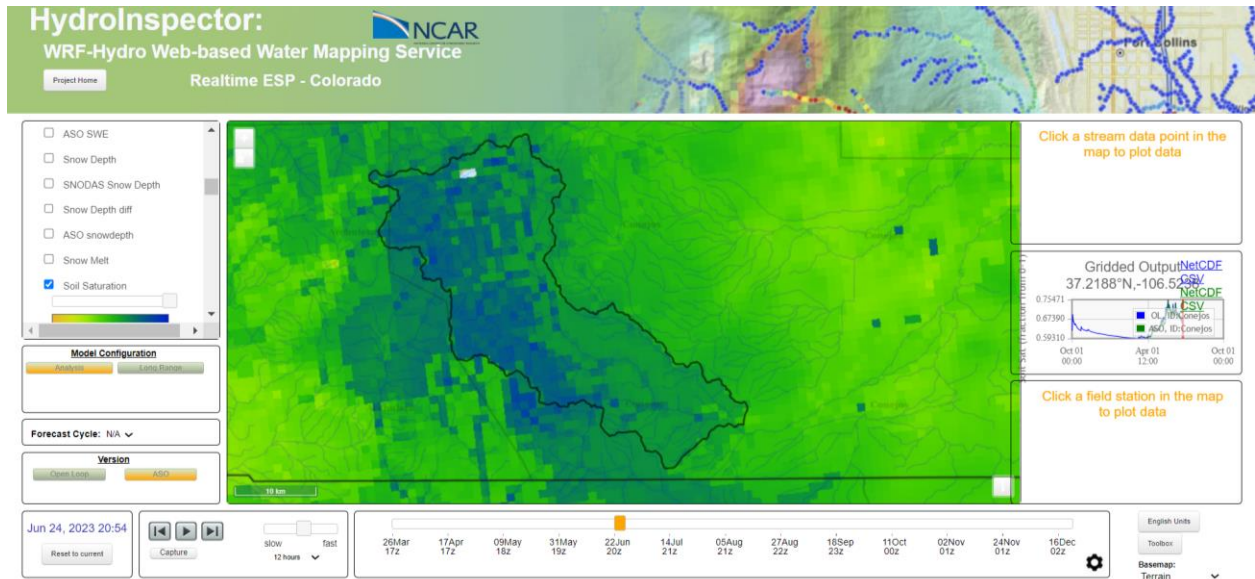 HydroInspector:
NCAR
WRF-Hydro Web-based Water Mapping Service
Project Home
Realtime ESP - Colorado
Fort Collins
ASO SWE
Snow Depth
SNODAS Snow Depth
Snow Depth diff
ASO snowdepth
Snow Melt
Soil Saturation
Model Configuration
Analysis
Long Range
Forecast Cycle: N/A
Version
Open Loop
ASO
Conejos
Conejos
10 km
Click a stream data point in the
map to plot data
Gridded Output
NetCDF
CSV
37.2188°N,-106.52
NetCDF
CSV
0.75471
0.67390
0.59310
OL, ID:Conejos
ASO, ID:Conejos
Oct 01
00:00
Apr 01
12:00
Oct 01
00:00
Click a field station in the map
to plot data
Jun 24, 2023 20:54
Reset to current
Capture
slow
fast
12 hours
26Mar
17z
17Apr
17z
09May
18z
31May
19z
22Jun
20z
14Jul
21z
05Aug
21z
27Aug
22z
18Sep
23z
11Oct
00z
02Nov
01z
24Nov
01z
16Dec
02z
English Units
Toolbox
Basemap:
Terrain